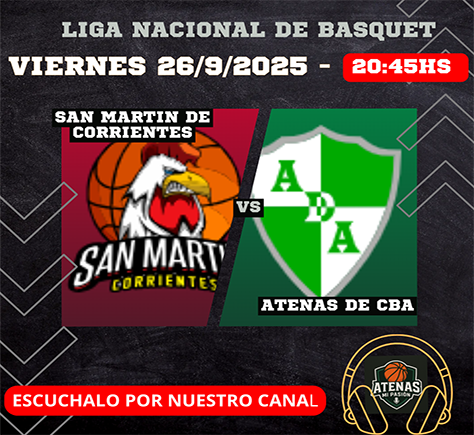 LIGA NACIONAL DE BASQUET
VIERNES 26/9/2025 - 20:45HS
SAN MARTIN DE
CORRIENTES
SAN MARTI
CORRIENTES
VS
A
D
A
ATENAS DE CBA
ATENAS
MI PASIÓN
ESCUCHALO POR NUESTRO CANAL